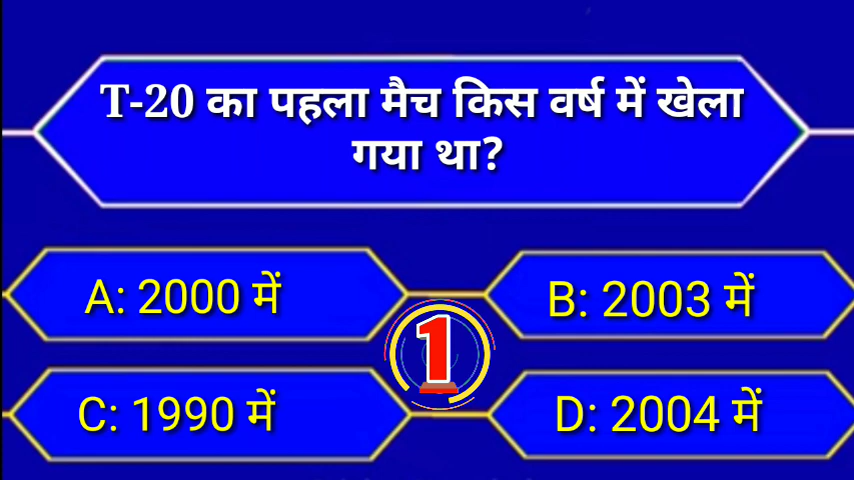 T-20 का पहला मैच किस वर्ष में खेला
गया था?
A: 2000 में
B: 2003 में
1
C: 1990 में
D: 2004 में